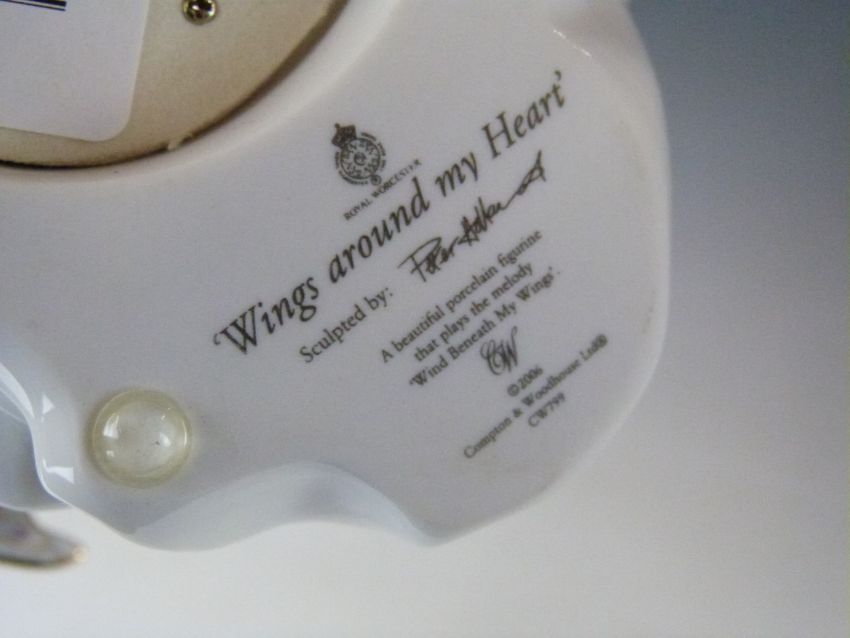 ROYAL WORCESTER
'Wings around my Heart'
Sculpted by:
A beautiful porcelain figurine
that plays the melody
'Wind Beneath My Wings'.
CW
©2006
Compton & Woodhouse Ltd®
CW799